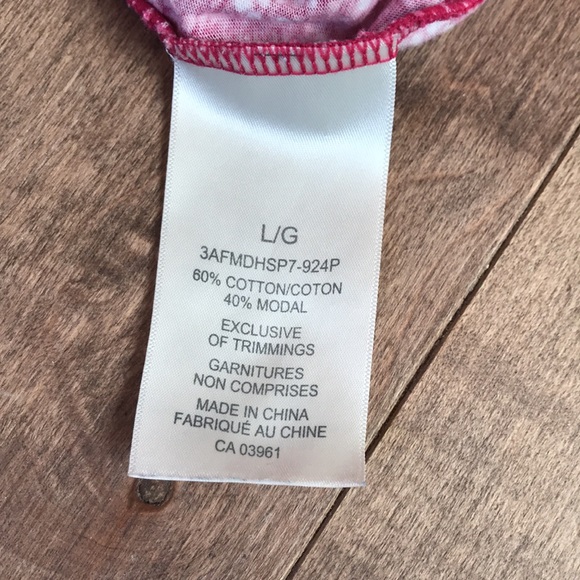 L/G
3AFMDHSP7-924P
60% COTTON/COTON
40% MODAL
EXCLUSIVE
OF TRIMMINGS
GARNITURES
NON COMPRISES
MADE IN CHINA
FABRIQUÉ AU CHINE
CA 03961